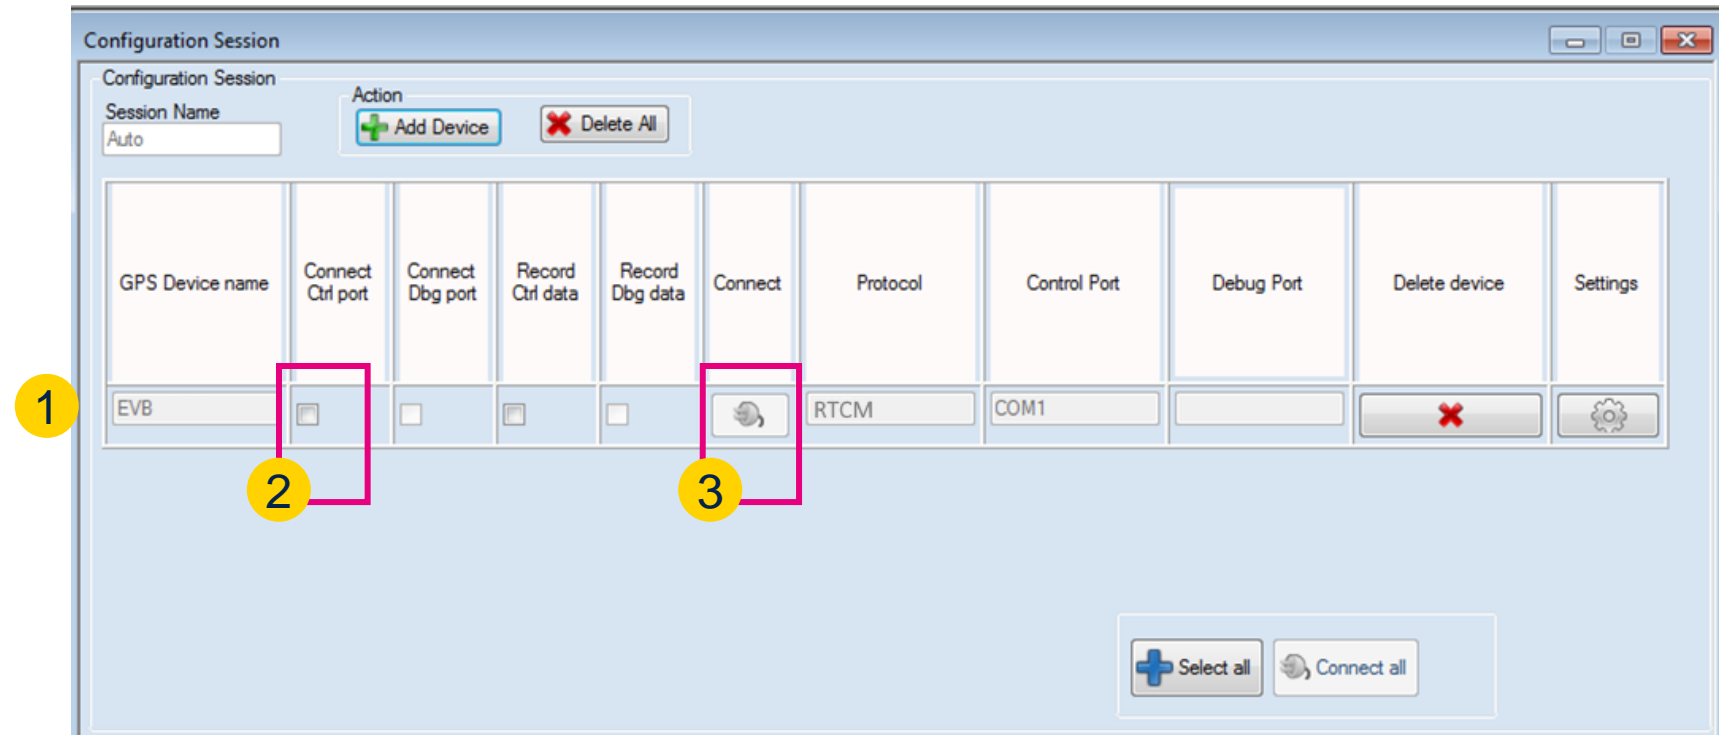 Configuration Session
Configuration Session
Session Name
Action
Auto
Add Device
Delete All
GPS Device name
Connect
Ctrl port
Connect
Dbg port
Record
Ctrl data
Record
Dbg data
Connect
Protocol
Control Port
Debug Port
Delete device
Settings
1
EVB
RTCM
COM1
2
3
Select all
Connect all